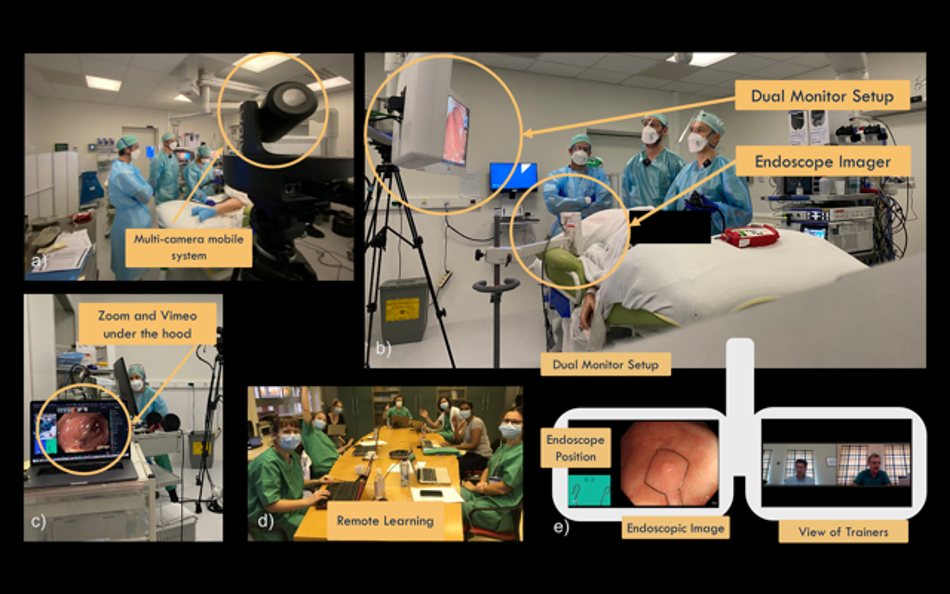 Dual Monitor Setup
Endoscope Imager
Multi-camera mobile
system
a)
b)
Zoom and Vimeo
under the hood
c)
Remote Learning
d)
Dual Monitor Setup
Endoscope
Position
Endoscopic Image
View of Trainers
e)